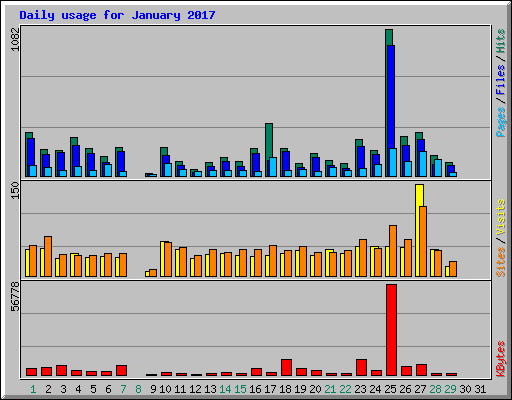 Daily usage for January 2017
1082
Pages / Files / Hits
150
Sites / Visits
56778
KBytes
1 2 3 4 5 6 7 8 9 10 11 12 13 14 15 16 17 18 19 20 21 22 23 24 25 26 27 28 29 30 31